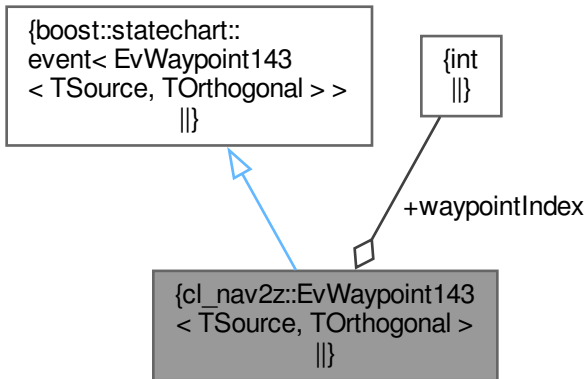 {boost::statechart::
event< EvWaypoint143
< TSource, TOrthogonal > >
||}
{int
||}
+waypointIndex
{cl_nav2z::EvWaypoint143
< TSource, TOrthogonal >
||}